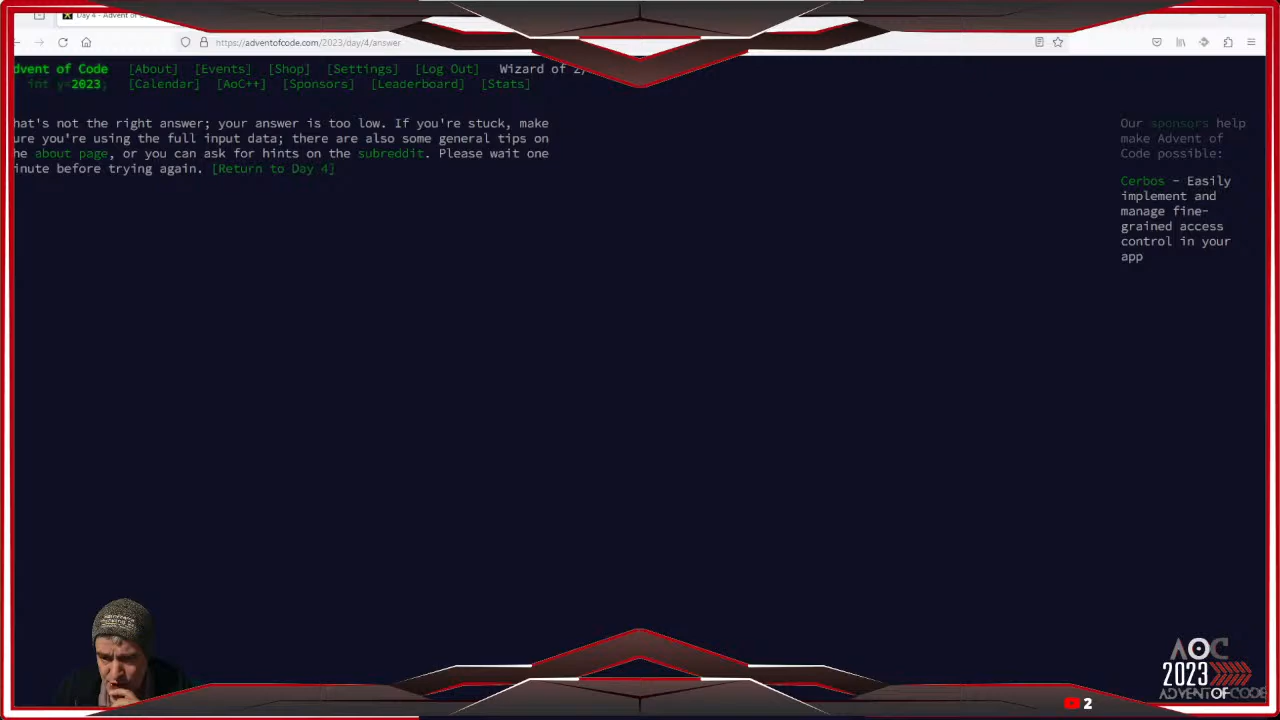 Day 4 - Advent of
https://adventofcode.com/2023/day/4/answer
dvent of Code [About] [Events] [Shop] [Settings] [Log Out] Wizard of
int y=2023; [Calendar] [AoC++] [Sponsors] [Leaderboard] [Stats]
hat's not the right answer; your answer is too low. If you're stuck, make
ure you're using the full input data; there are also some general tips on
he about page, or you can ask for hints on the subreddit. Please wait one
inute before trying again. [Return to Day 4]
Our sponsors help
make Advent of
Code possible:
Cerbos - Easily
implement and
manage fine-
grained access
control in your
app
AOC
2023
ADVENT OF CODE
2